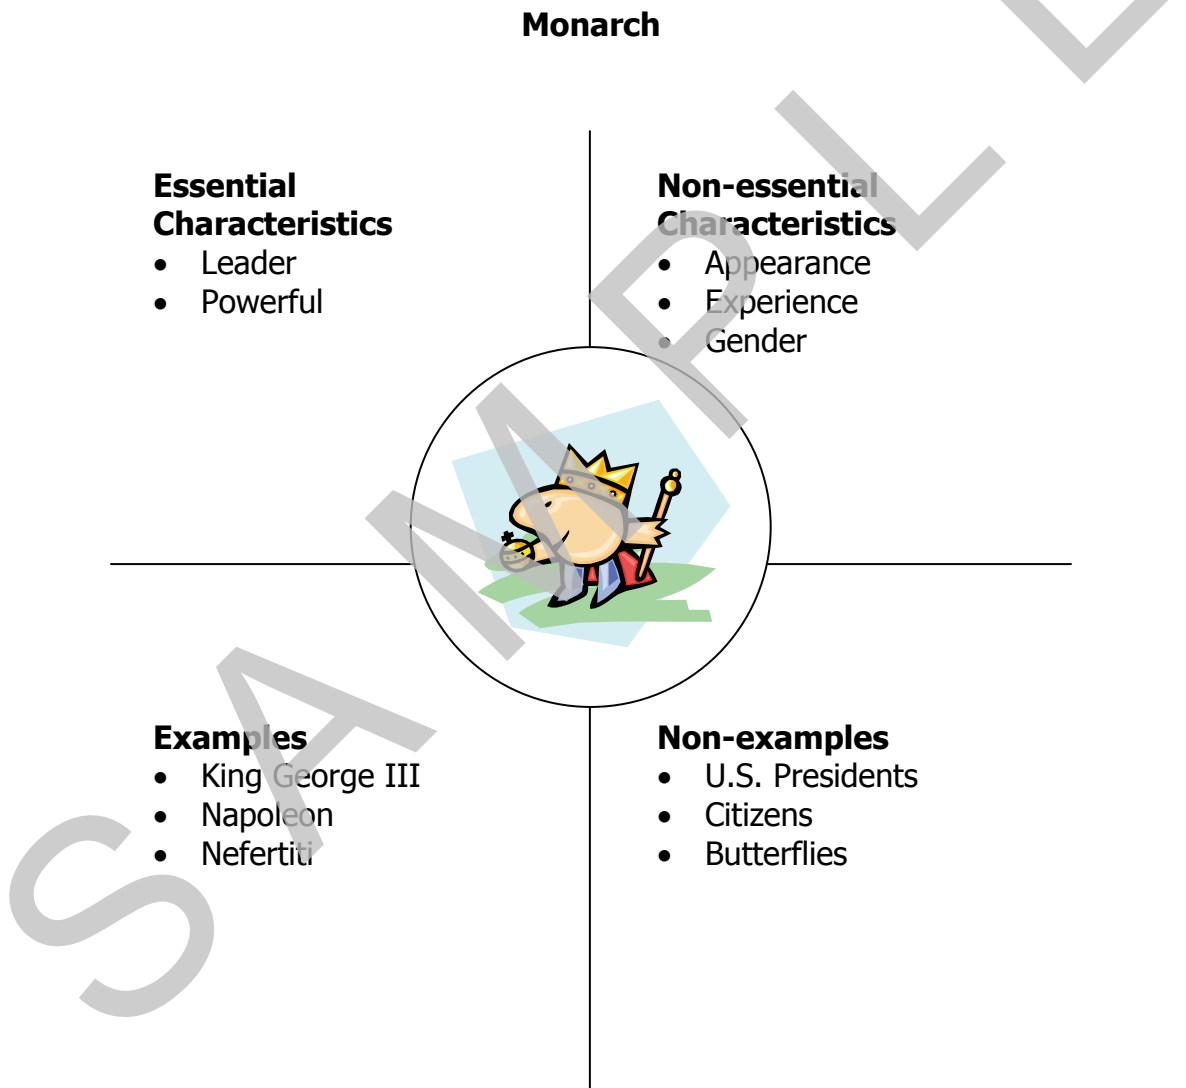 Monarch
Essential
Characteristics
• Leader
• Powerful
Non-essential
Characteristics
• Appearance
• Experience
• Gender
Examples
• King George III
• Napoleon
• Nefertiti
Non-examples
• U.S. Presidents
• Citizens
• Butterflies
SAMPLE